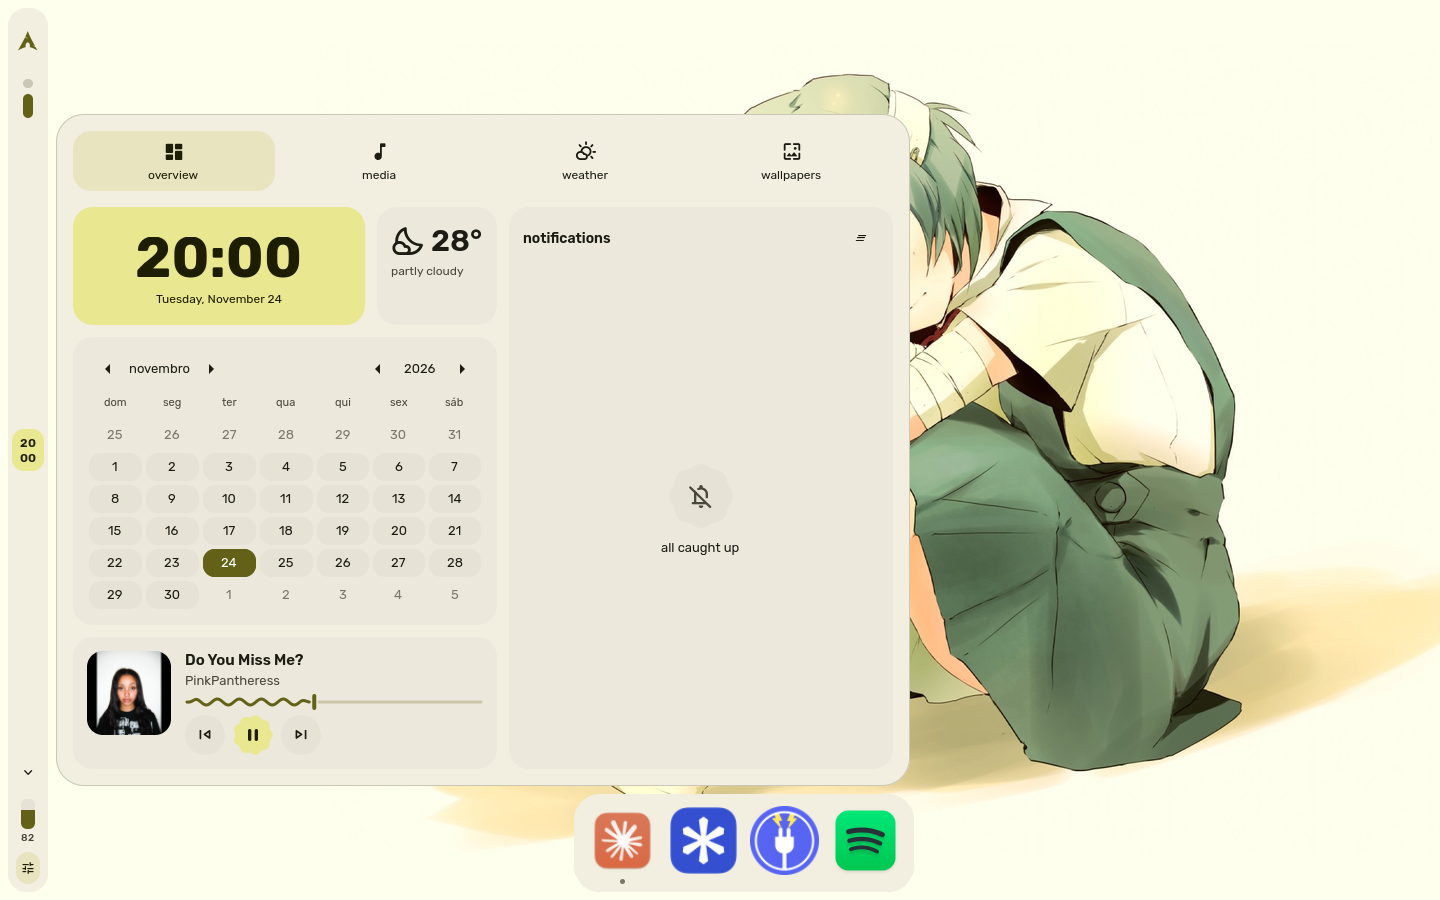 overview
media
weather
wallpapers
20:00
Tuesday, November 24
28°
partly cloudy
notifications
all caught up
novembro
2026
dom seg ter qua qui sex sáb
25 26 27 28 29 30 31
1 2 3 4 5 6 7
8 9 10 11 12 13 14
15 16 17 18 19 20 21
22 23 24 25 26 27 28
29 30 1 2 3 4 5
Do You Miss Me?
PinkPantheress
20
00
82